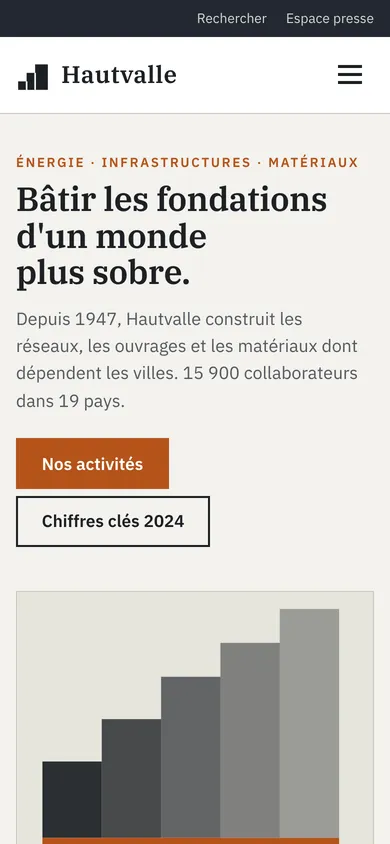 Rechercher Espace presse
Hautvalle
ÉNERGIE · INFRASTRUCTURES · MATÉRIAUX
Bâtir les fondations
d'un monde
plus sobre.
Depuis 1947, Hautvalle construit les
réseaux, les ouvrages et les matériaux dont
dépendent les villes. 15 900 collaborateurs
dans 19 pays.
Nos activités
Chiffres clés 2024